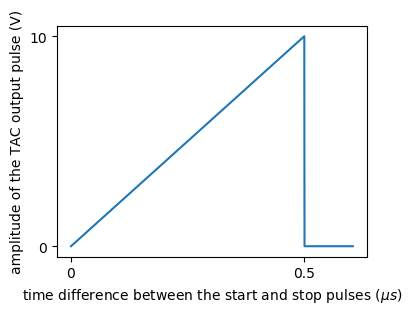 amplitude of the TAC output pulse (V)
10
0
0
0.5
time difference between the start and stop pulses (μs)